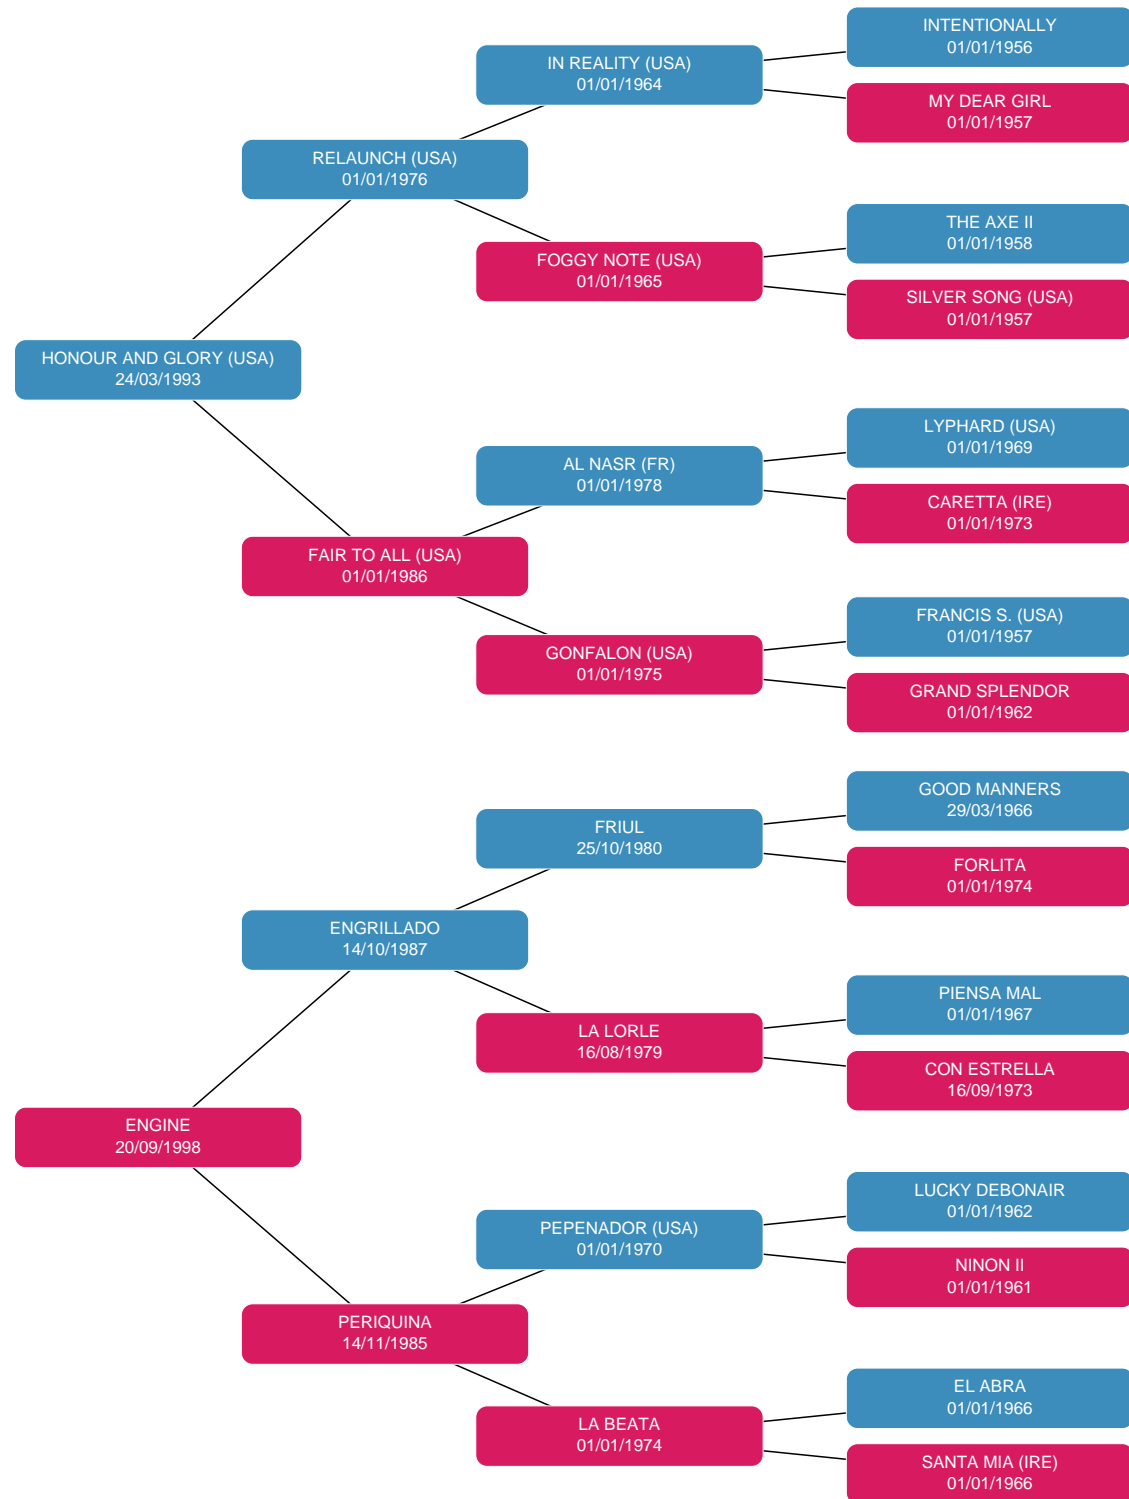 INTENTIONALLY
01/01/1956
IN REALITY (USA)
01/01/1964
MY DEAR GIRL
01/01/1957
RELAUNCH (USA)
01/01/1976
THE AXE II
01/01/1958
FOGGY NOTE (USA)
01/01/1965
SILVER SONG (USA)
01/01/1957
HONOUR AND GLORY (USA)
24/03/1993
LYPHARD (USA)
01/01/1969
AL NASR (FR)
01/01/1978
CARETTA (IRE)
01/01/1973
FAIR TO ALL (USA)
01/01/1986
FRANCIS S. (USA)
01/01/1957
GONFALON (USA)
01/01/1975
GRAND SPLENDOR
01/01/1962
GOOD MANNERS
29/03/1966
FRIUL
25/10/1980
FORLITA
01/01/1974
ENGRILLADO
14/10/1987
PIENSA MAL
01/01/1967
LA LORLE
16/08/1979
CON ESTRELLA
16/09/1973
ENGINE
20/09/1998
LUCKY DEBONAIR
01/01/1962
PEPENADOR (USA)
01/01/1970
NINON II
01/01/1961
PERIQUINA
14/11/1985
EL ABRA
01/01/1966
LA BEATA
01/01/1974
SANTA MIA (IRE)
01/01/1966